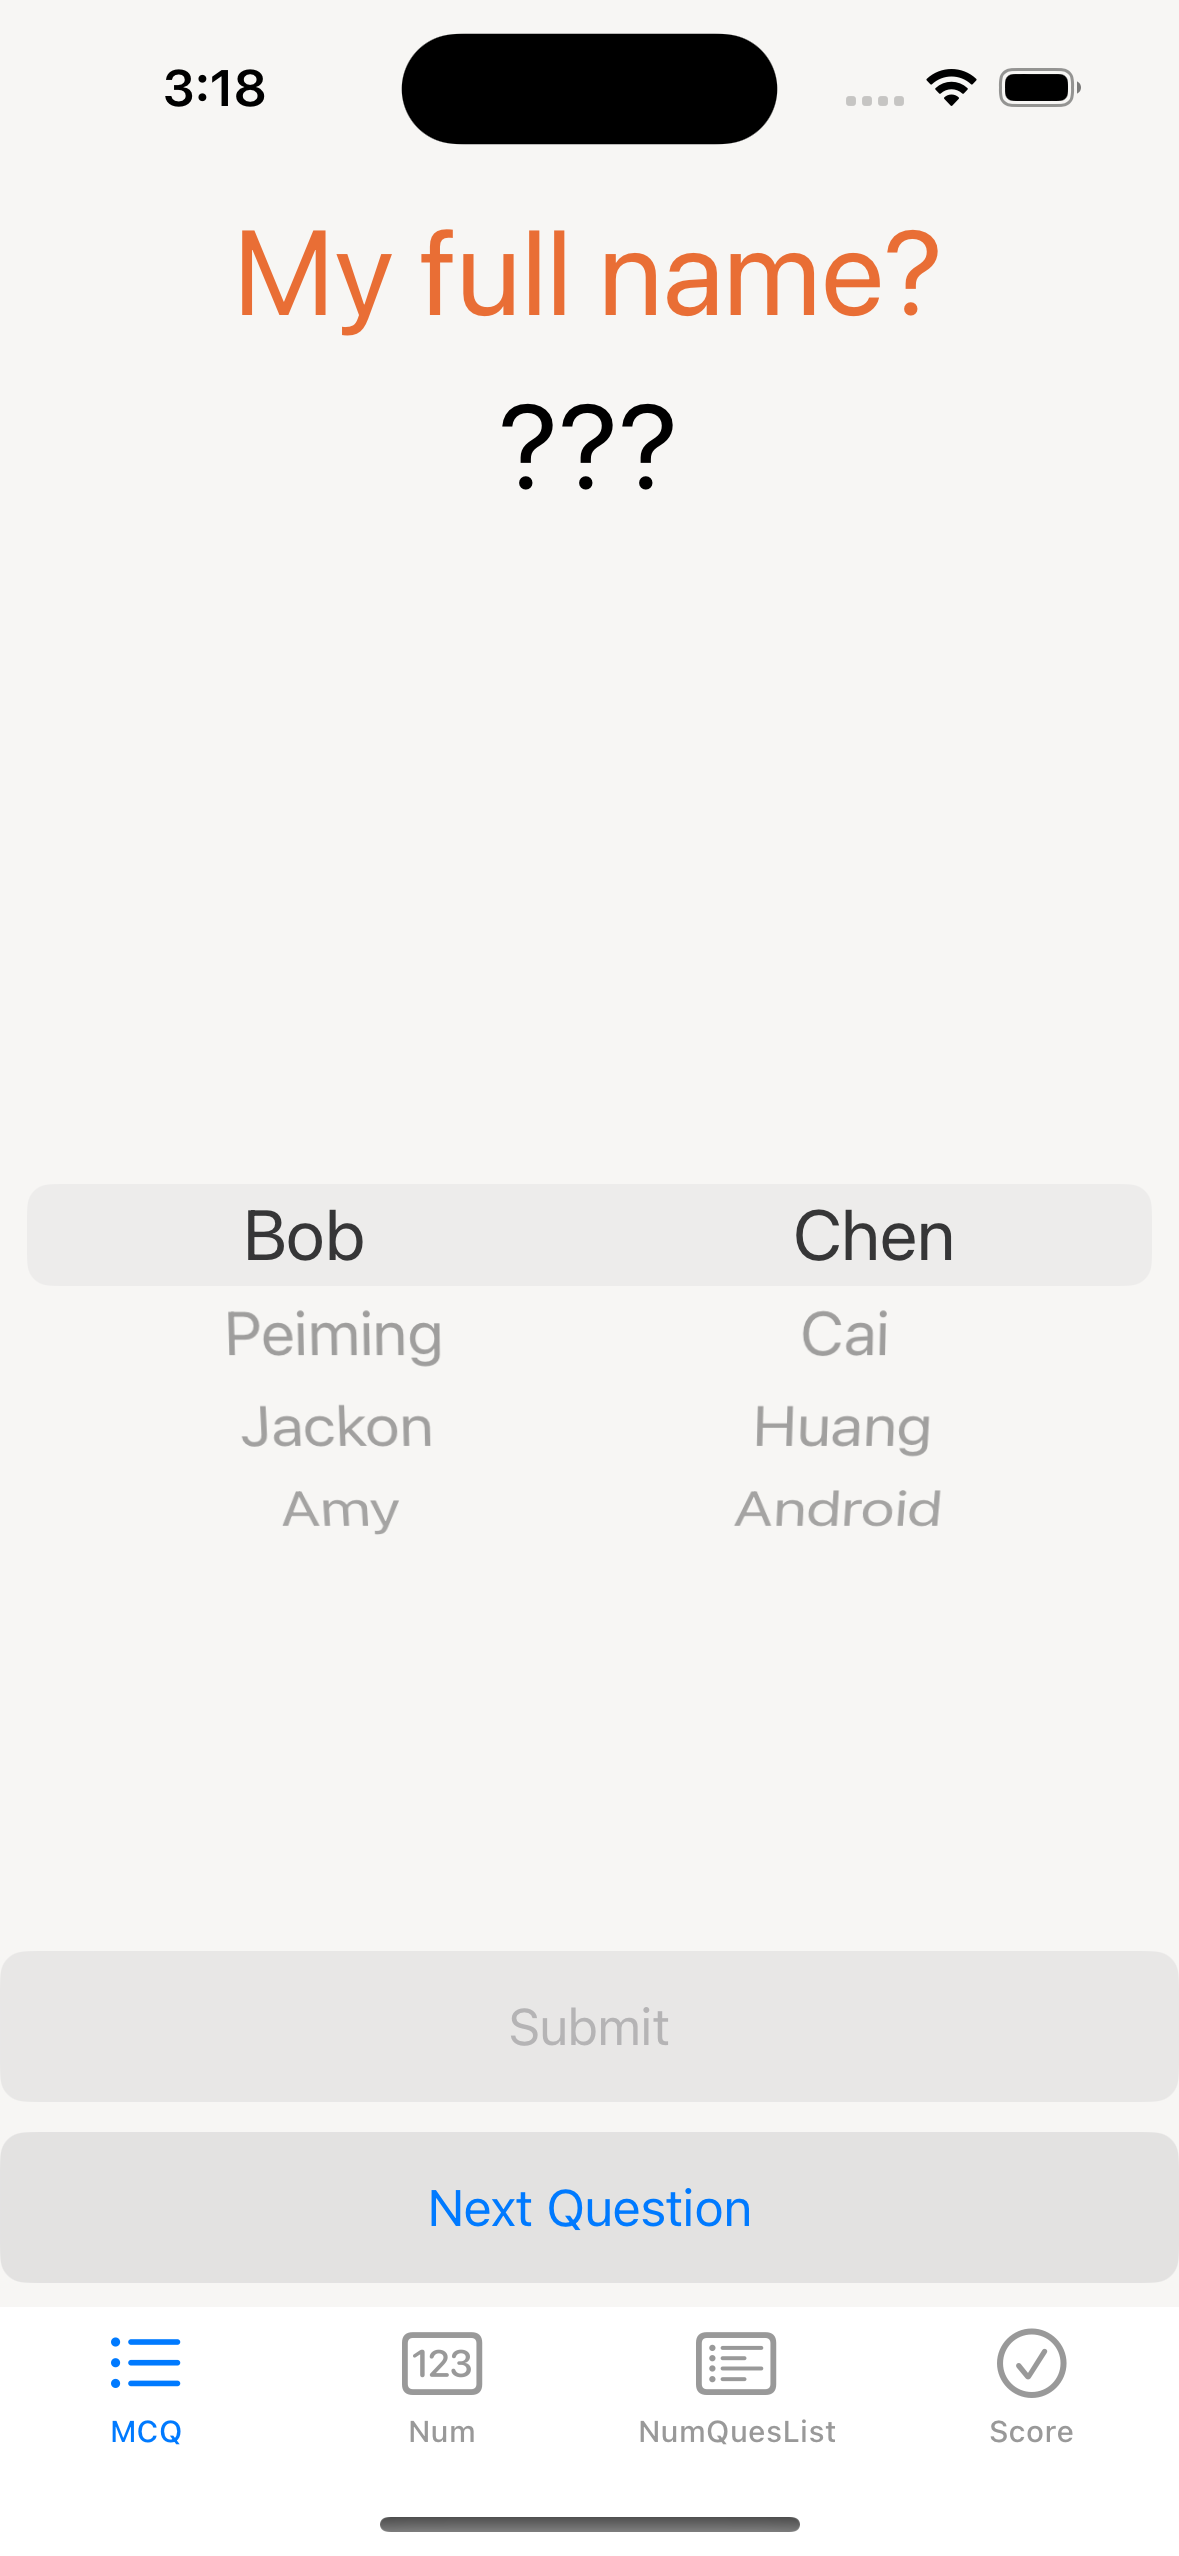 3:18
My full name?
???
Bob Chen
Peiming Cai
Jackon Huang
Amy Android
Submit
Next Question
123
MCQ Num NumQuesList Score